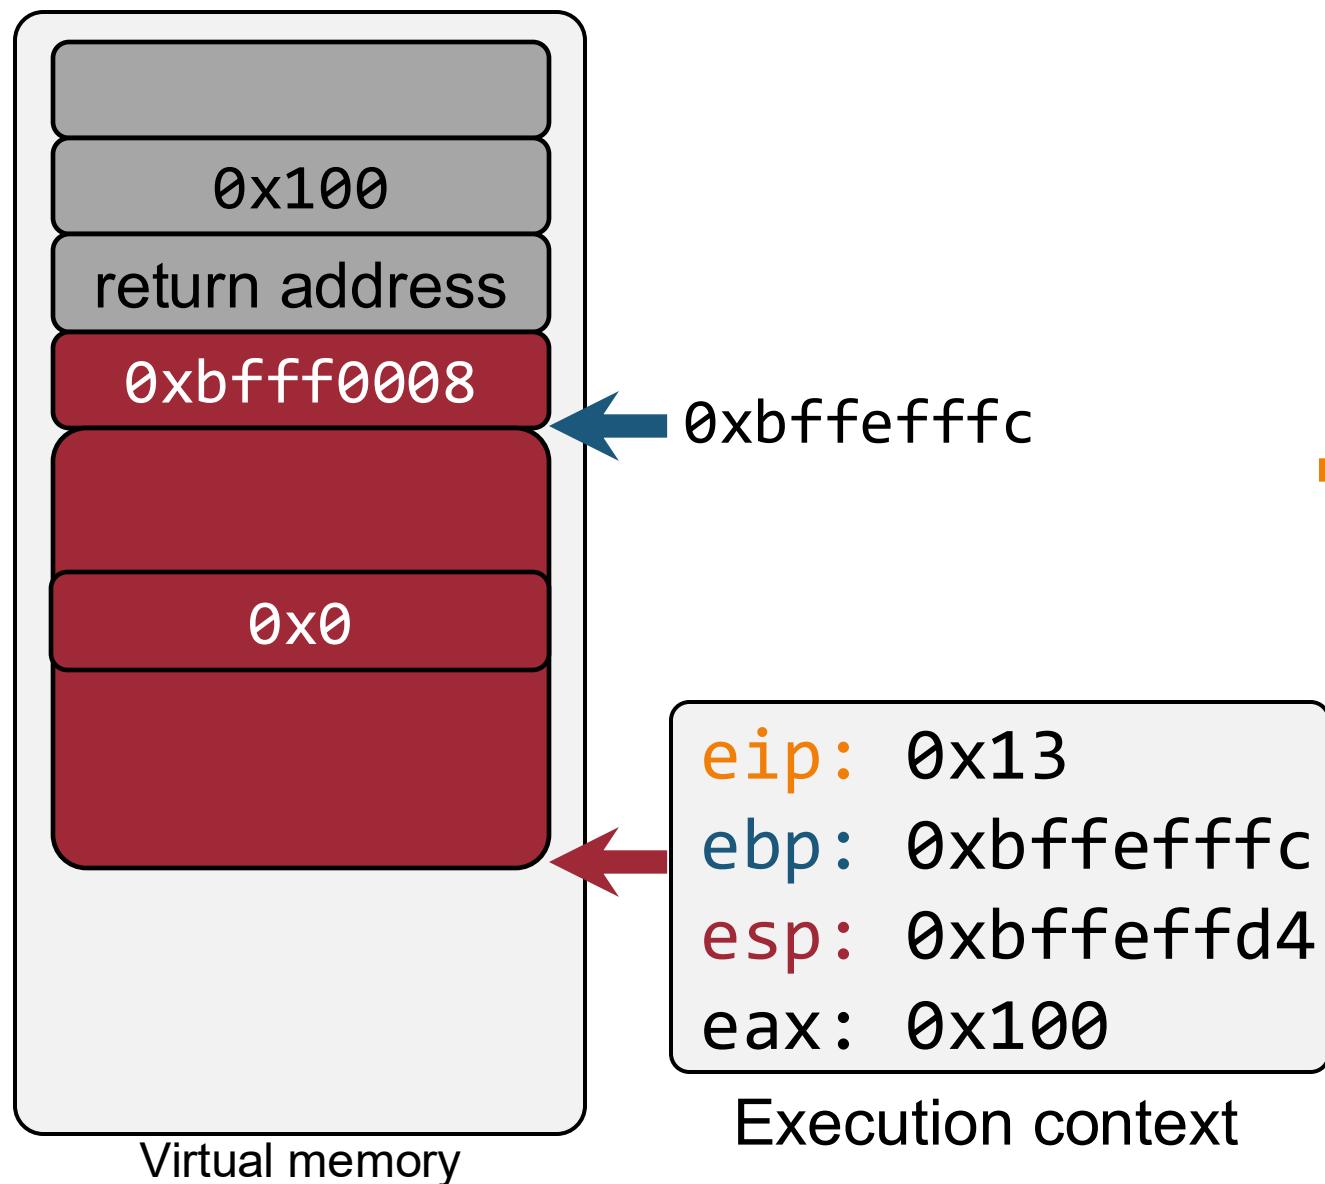 0x100
return address
0xbfff0008
0xbffefffc
0x0
eip: 0x13
ebp: 0xbffefffc
esp: 0xbffeffd4
eax: 0x100
Execution context
Virtual memory